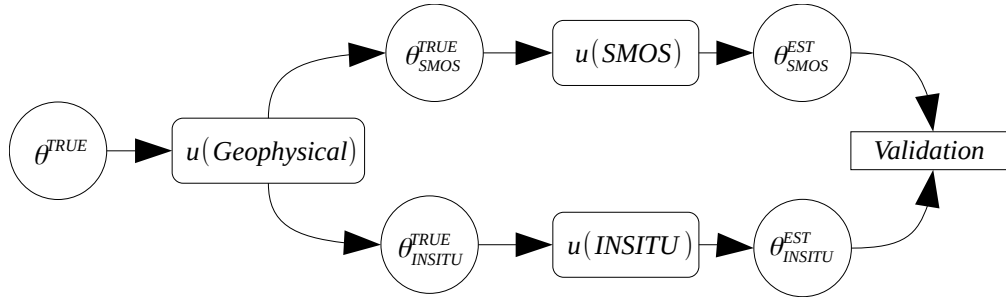 θ^TRUE
u(Geophysical)
θ^TRUE_SMOS
u(SMOS)
θ^EST_SMOS
θ^TRUE_INSITU
u(INSITU)
θ^EST_INSITU
Validation